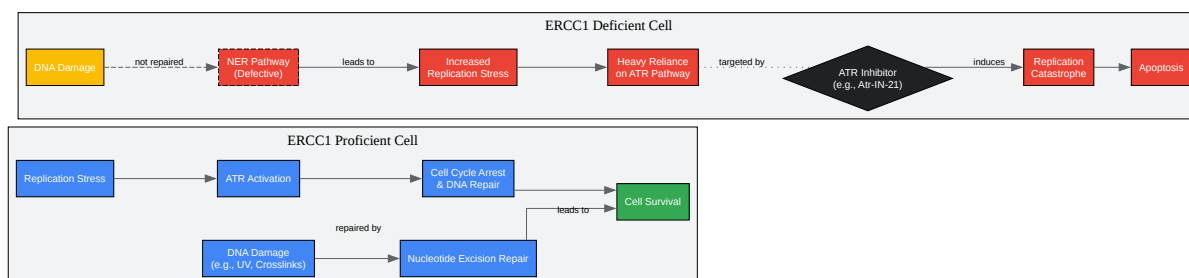 ERCC1 Deficient Cell
DNA Damage
not repaired
NER Pathway
(Defective)
leads to
Increased
Replication Stress
Heavy Reliance
on ATR Pathway
targeted by
ATR Inhibitor
(e.g., Atr-IN-21)
induces
Replication
Catastrophe
Apoptosis
ERCC1 Proficient Cell
Replication Stress
ATR Activation
Cell Cycle Arrest
& DNA Repair
Cell Survival
leads to
repaired by
DNA Damage
(e.g., UV, Crosslinks)
Nucleotide Excision Repair